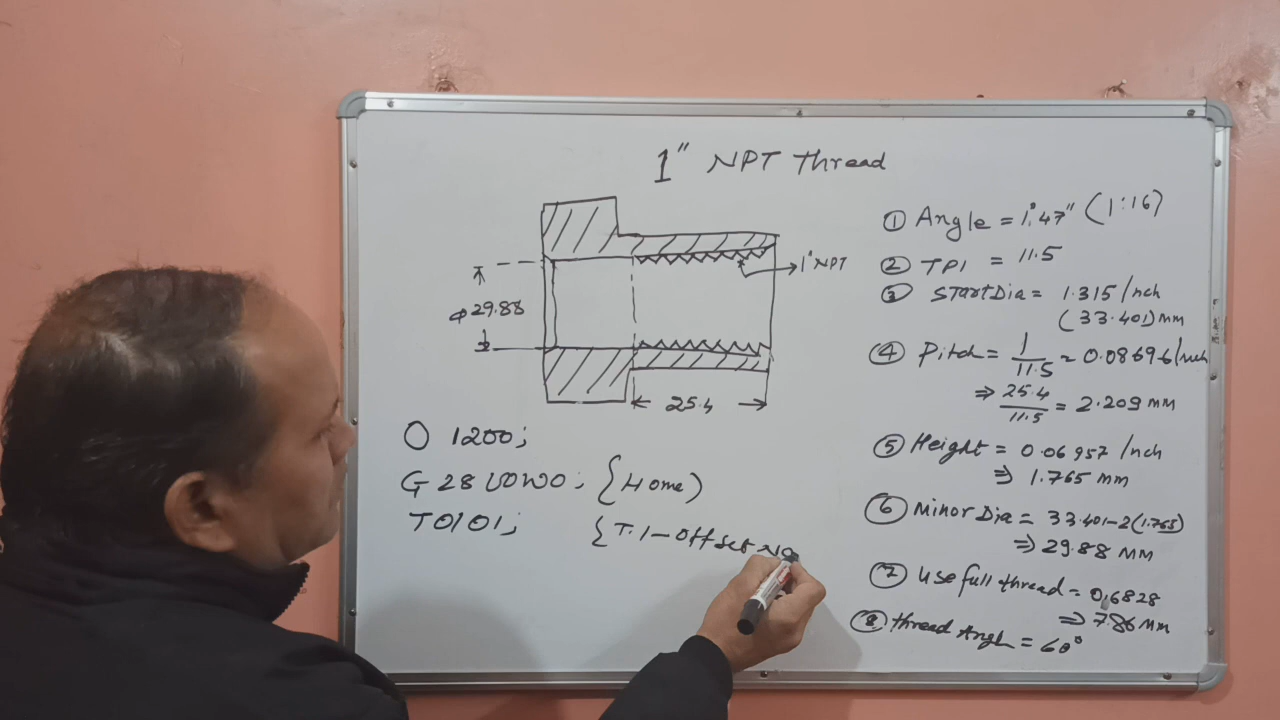 1" NPT thread
1" NPT
φ29.88
25.4
O 1200;
G28 U0W0; {Home)
T0101; {T.1-Offset No
① Angle = 1°.47" (1:16)
② TPI = 11.5
③ StartDia = 1.315 Inch
(33.401) MM
④ Pitch = 1/11.5 = 0.08696 Inch
⇒ 25.4/11.5 = 2.209 MM
⑤ Height = 0.06957 Inch
⇒ 1.765 MM
⑥ Minor Dia = 33.401-2(1.765)
⇒ 29.88 MM
⑦ Use full thread = 0.6828
⇒ 7.86 MM
⑧ thread Angle = 60°